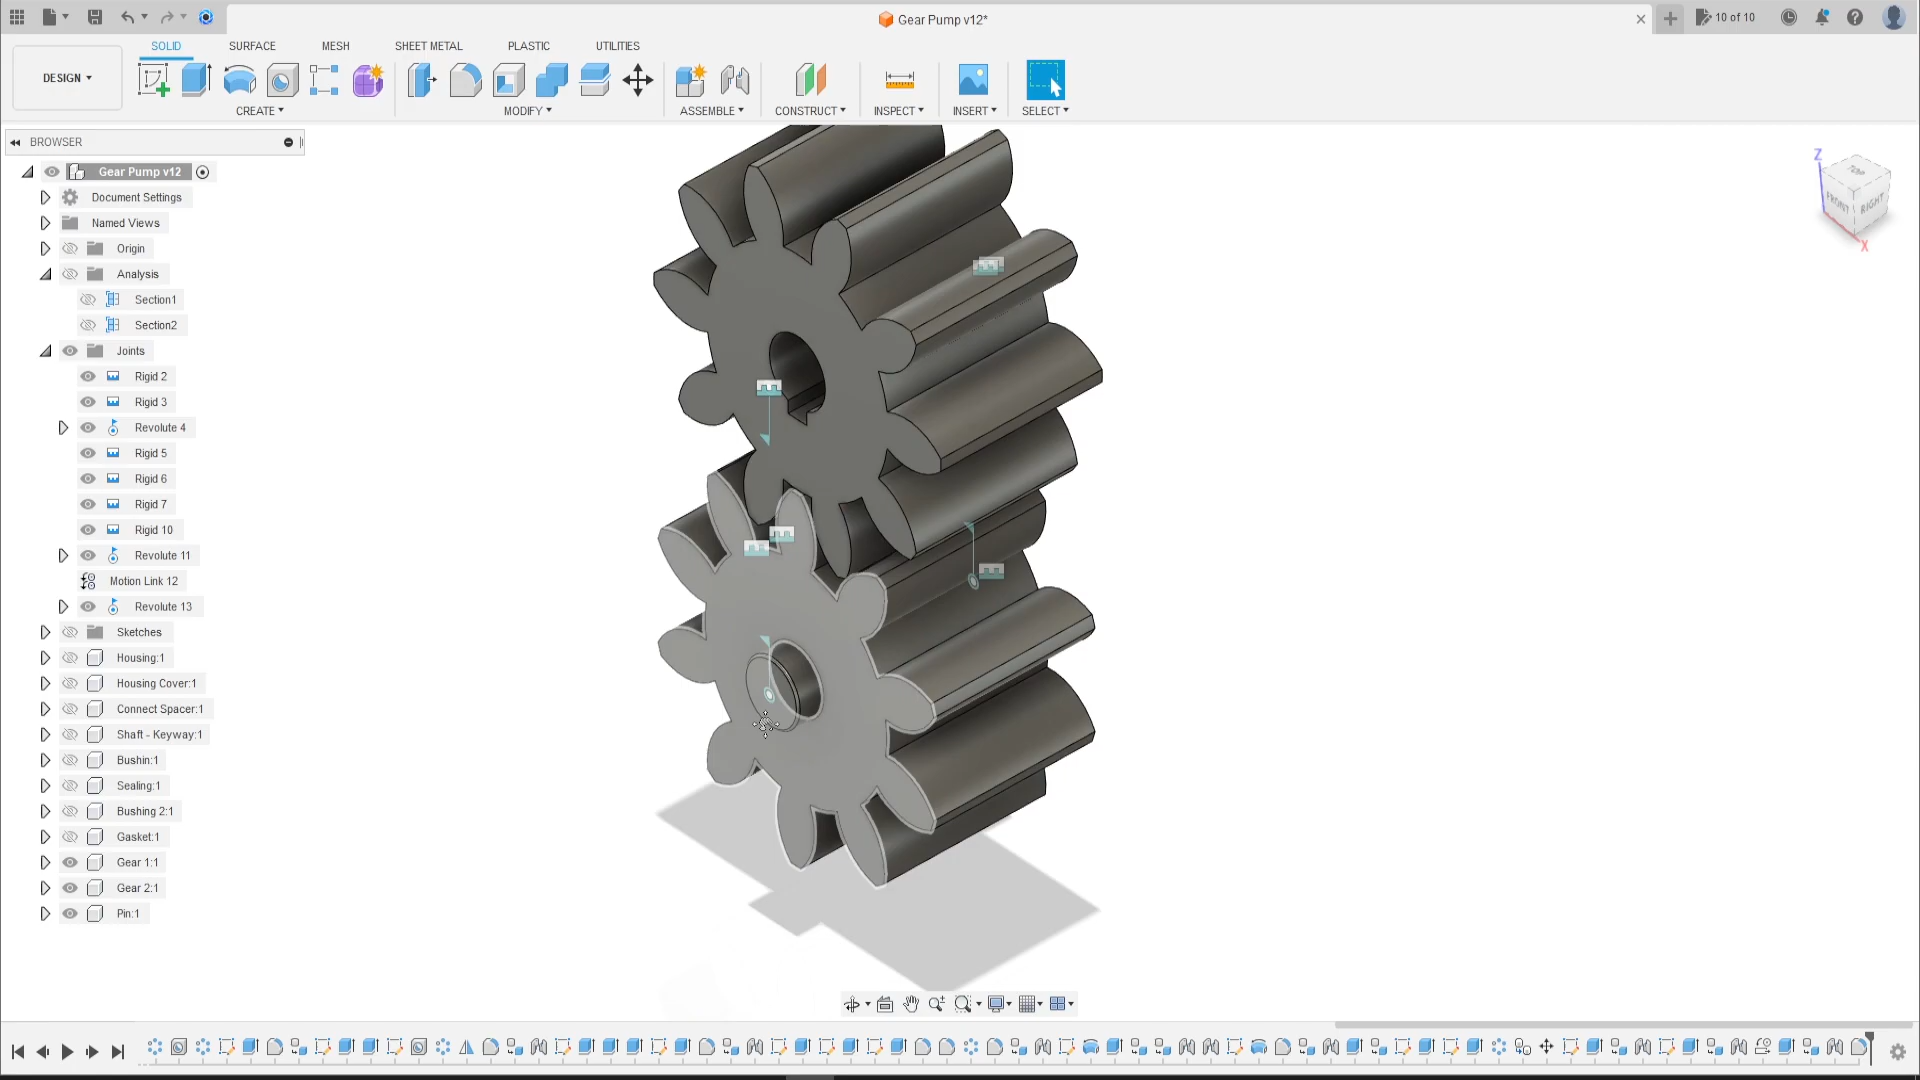 Gear Pump v12*
10 of 10
DESIGN
SOLID
SURFACE
MESH
SHEET METAL
PLASTIC
UTILITIES
CREATE
MODIFY
ASSEMBLE
CONSTRUCT
INSPECT
INSERT
SELECT
BROWSER
Gear Pump v12
Document Settings
Named Views
Origin
Analysis
Section1
Section2
Joints
Rigid 2
Rigid 3
Revolute 4
Rigid 5
Rigid 6
Rigid 7
Rigid 10
Revolute 11
Motion Link 12
Revolute 13
Sketches
Housing:1
Housing Cover:1
Connect Spacer:1
Shaft - Keyway:1
Bushin:1
Sealing:1
Bushing 2:1
Gasket:1
Gear 1:1
Gear 2:1
Pin:1
Z
TOP
FRONT
RIGHT
X